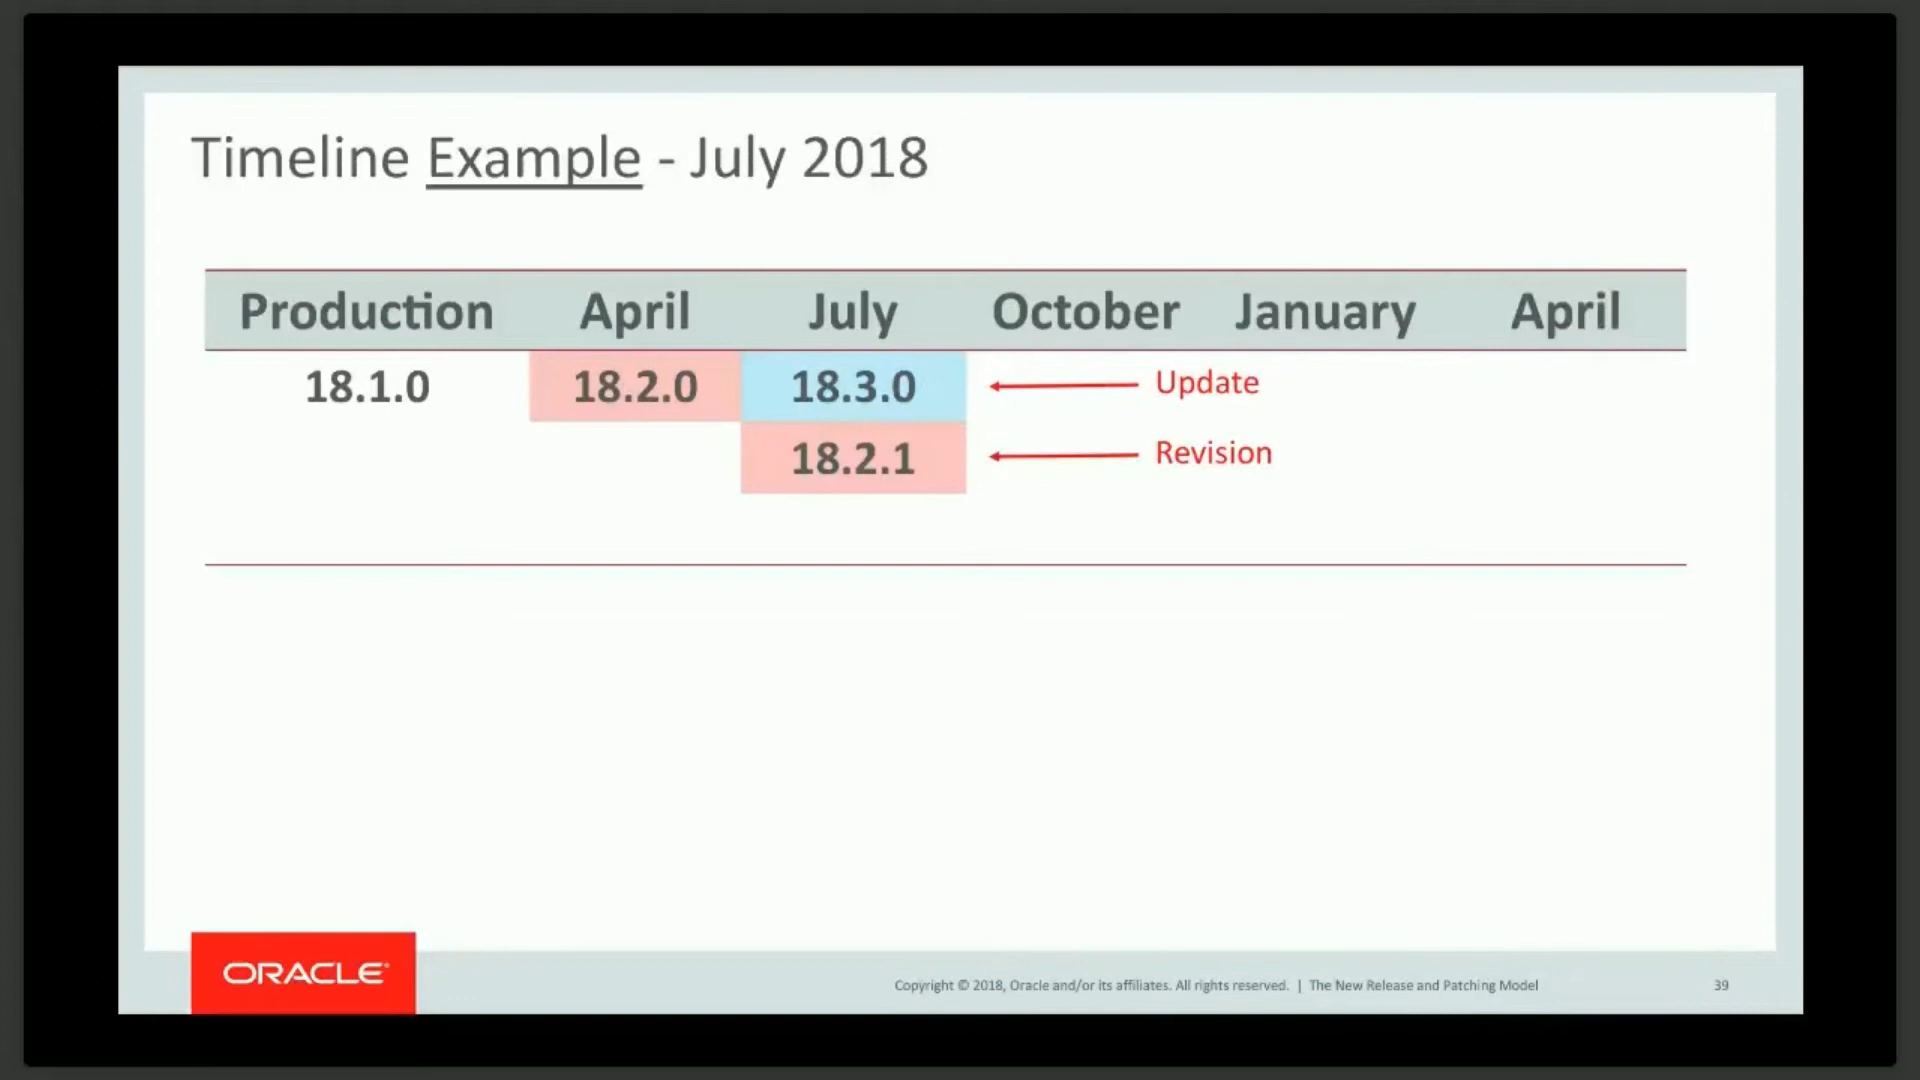 Timeline Example - July 2018
Production April July October January April
18.1.0 18.2.0 18.3.0 Update
18.2.1 Revision
ORACLE®
Copyright © 2018, Oracle and/or its affiliates. All rights reserved. | The New Release and Patching Model 39